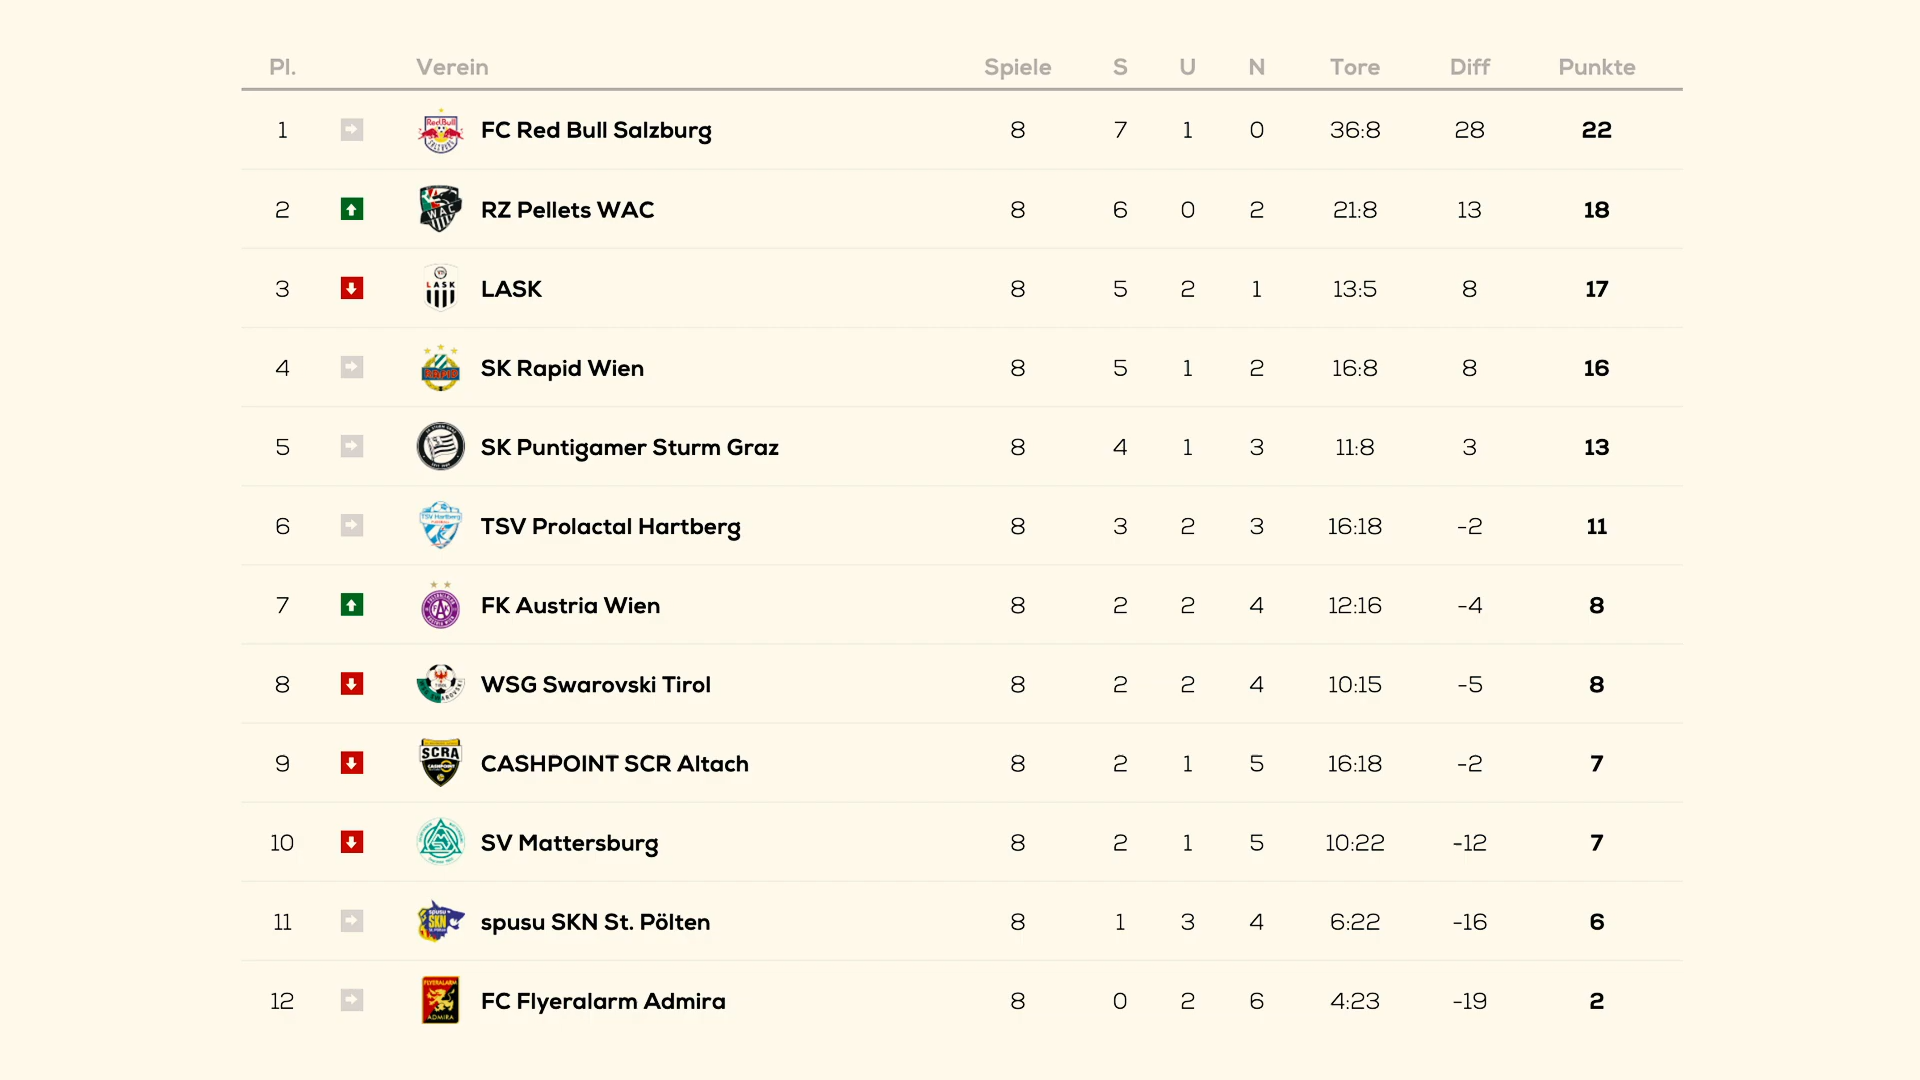 Pl. Verein Spiele S U N Tore Diff Punkte
1 FC Red Bull Salzburg 8 7 1 0 36:8 28 22
2 RZ Pellets WAC 8 6 0 2 21:8 13 18
3 LASK 8 5 2 1 13:5 8 17
4 SK Rapid Wien 8 5 1 2 16:8 8 16
5 SK Puntigamer Sturm Graz 8 4 1 3 11:8 3 13
6 TSV Prolactal Hartberg 8 3 2 3 16:18 -2 11
7 FK Austria Wien 8 2 2 4 12:16 -4 8
8 WSG Swarovski Tirol 8 2 2 4 10:15 -5 8
9 CASHPOINT SCR Altach 8 2 1 5 16:18 -2 7
10 SV Mattersburg 8 2 1 5 10:22 -12 7
11 spusu SKN St. Pölten 8 1 3 4 6:22 -16 6
12 FC Flyeralarm Admira 8 0 2 6 4:23 -19 2